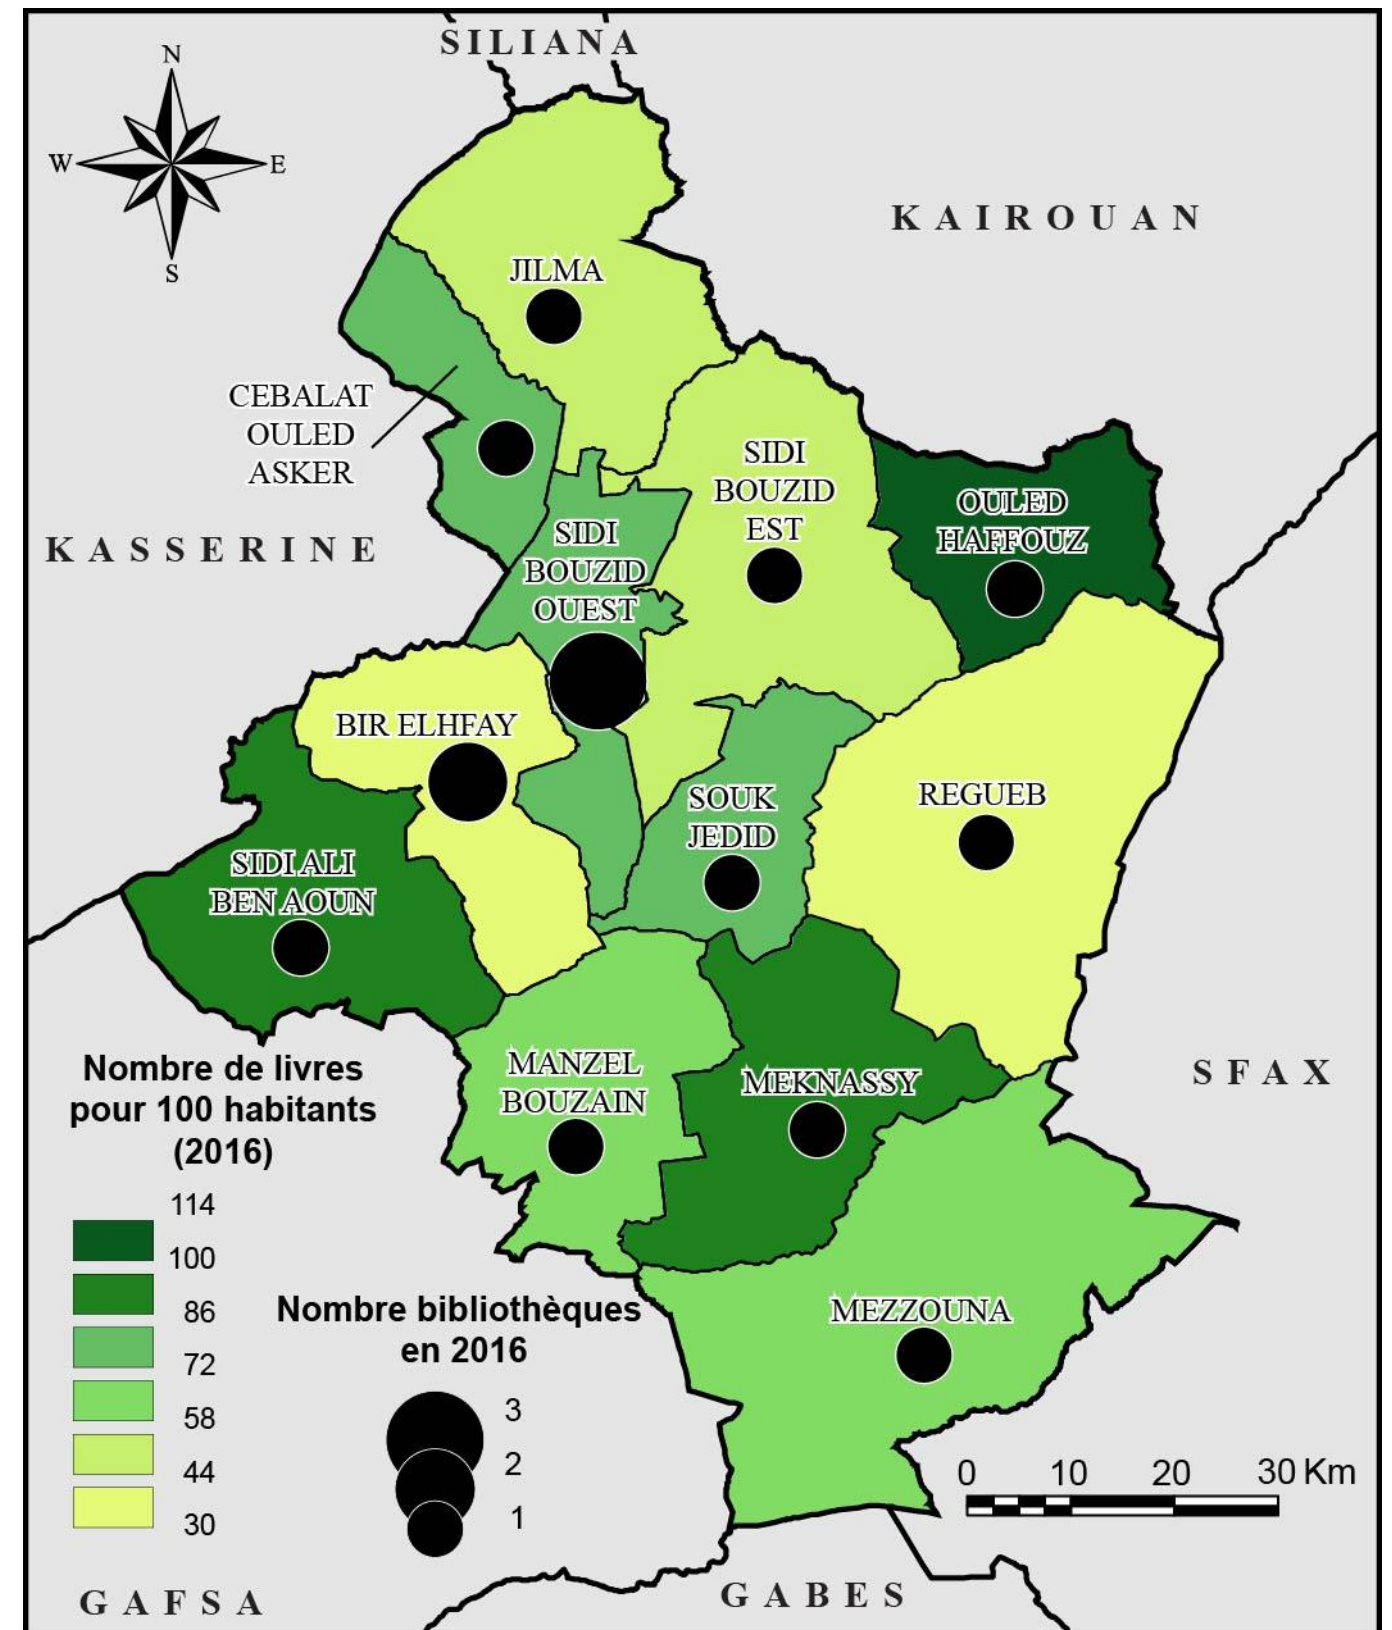 SILIANA
N
W
E
S
KAIROUAN
JILMA
CEBALAT
OULED
ASKER
SIDI
BOUZID
EST
OULED
HAFFOUZ
KASSERINE
SIDI
BOUZID
OUEST
BIR ELHFAY
SOUK
JEDID
REGUEB
SIDI ALI
BEN AOUN
MANZEL
BOUZAIN
MEKNASSY
SFAX
MEZZOUNA
Nombre de livres
pour 100 habitants
(2016)
114
100
86
72
58
44
30
Nombre bibliothèques
en 2016
3
2
1
0 10 20 30 Km
GAFSA
GABES